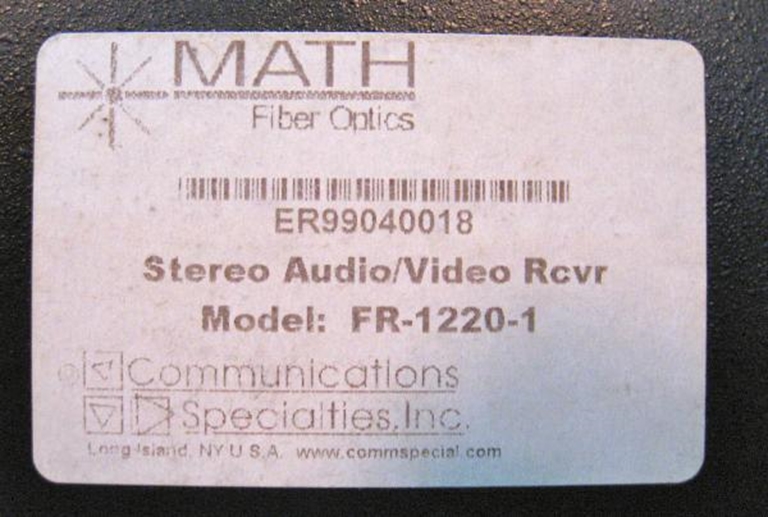 MATH
Fiber Optics
ER99040018
Stereo Audio/Video Rcvr
Model: FR-1220-1
Communications
Specialties, Inc.
Long Island, NY U.S.A. www.commspecial.com